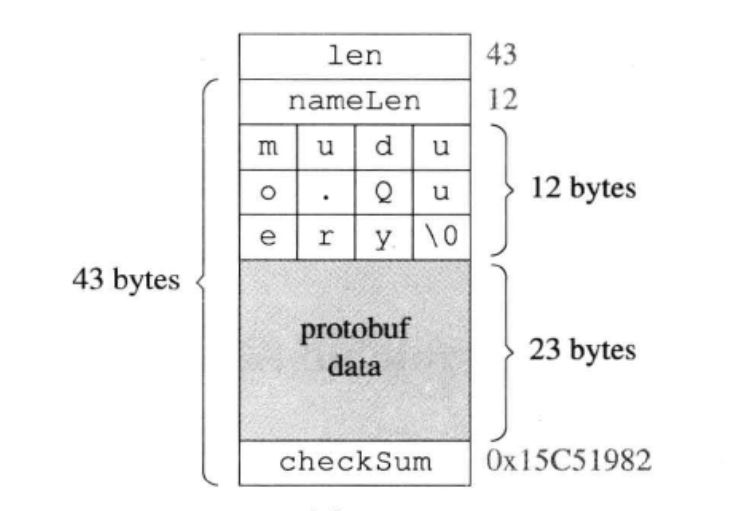 len 43
nameLen 12
m u d u
o . Q u 12 bytes
e r y \0
43 bytes
protobuf
data 23 bytes
checkSum 0x15C51982